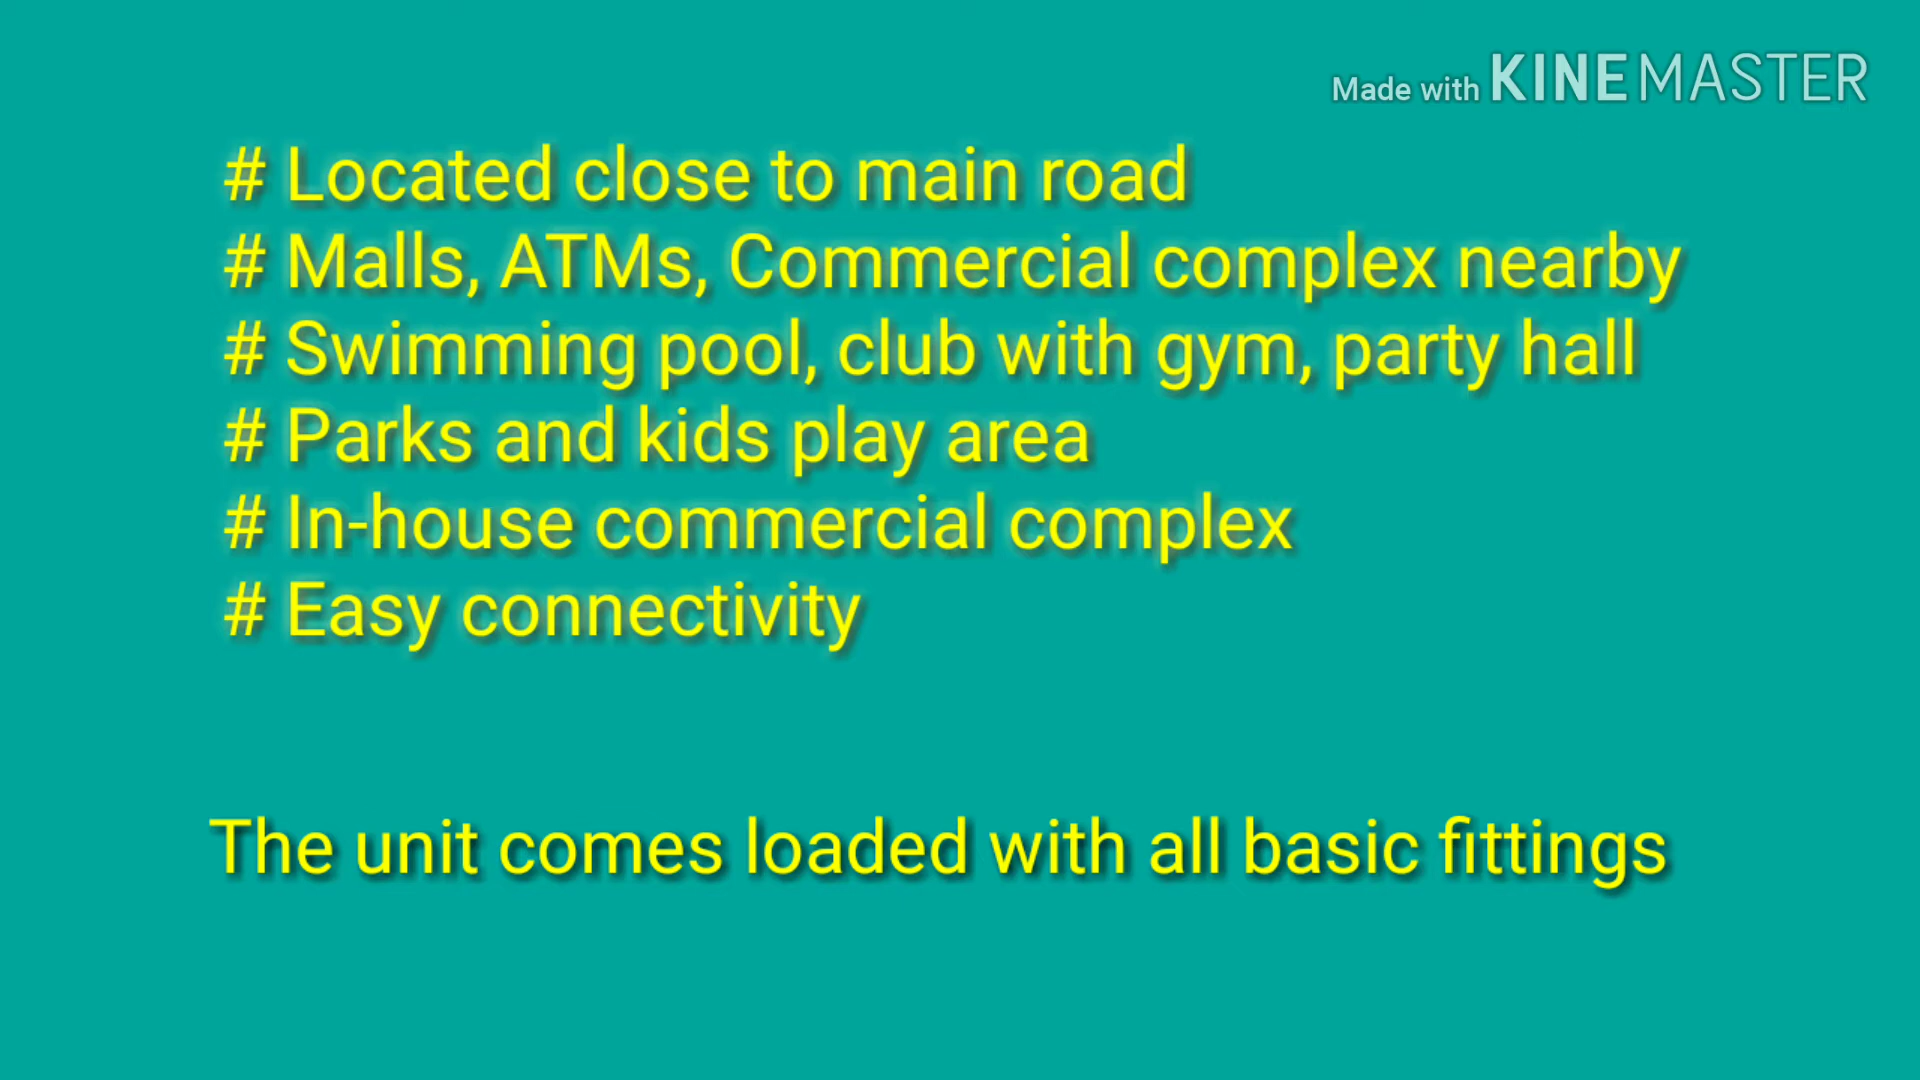 Made with KINEMASTER
# Located close to main road
# Malls, ATMs, Commercial complex nearby
# Swimming pool, club with gym, party hall
# Parks and kids play area
# In-house commercial complex
# Easy connectivity
The unit comes loaded with all basic fittings